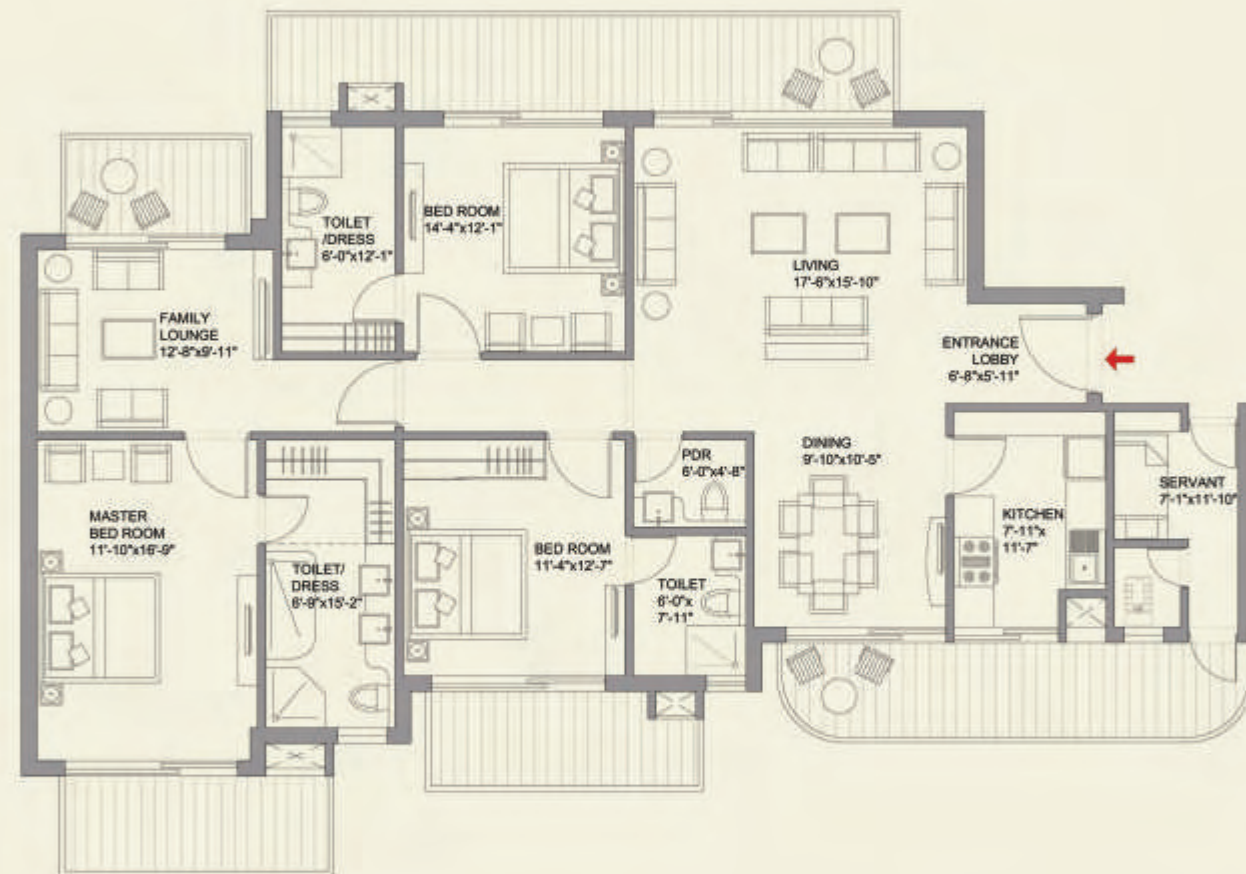 TOILET
/DRESS
6'-0"x12'-1"
BED ROOM
14'-4"x12'-1"
LIVING
17'-6"x15'-10"
FAMILY
LOUNGE
12'-8"x9'-11"
ENTRANCE
LOBBY
6'-8"x5'-11"
MASTER
BED ROOM
11'-10"x16'-9"
TOILET/
DRESS
6'-9"x15'-2"
BED ROOM
11'-4"x12'-7"
PDR
6'-0"x4'-8"
TOILET
6'-0"x
7'-11"
DINING
9'-10"x10'-5"
KITCHEN
7'-11"x
11'-7"
SERVANT
7'-1"x11'-10"